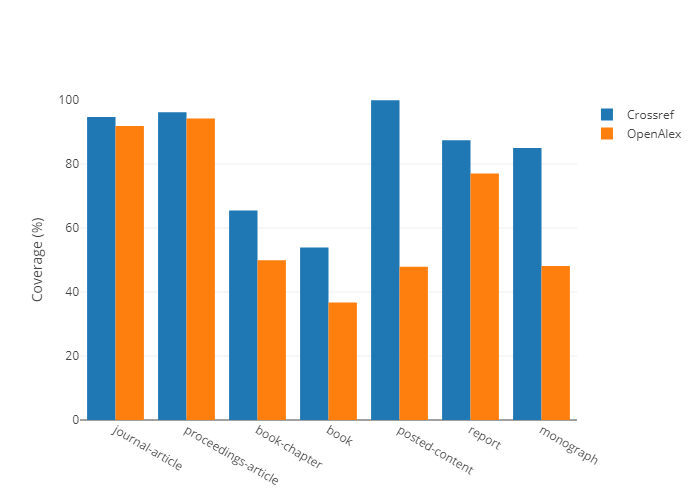 100
80
60
40
20
0
Coverage (%)
journal-article
proceedings-article
book-chapter
book
posted-content
report
monograph
Crossref
OpenAlex